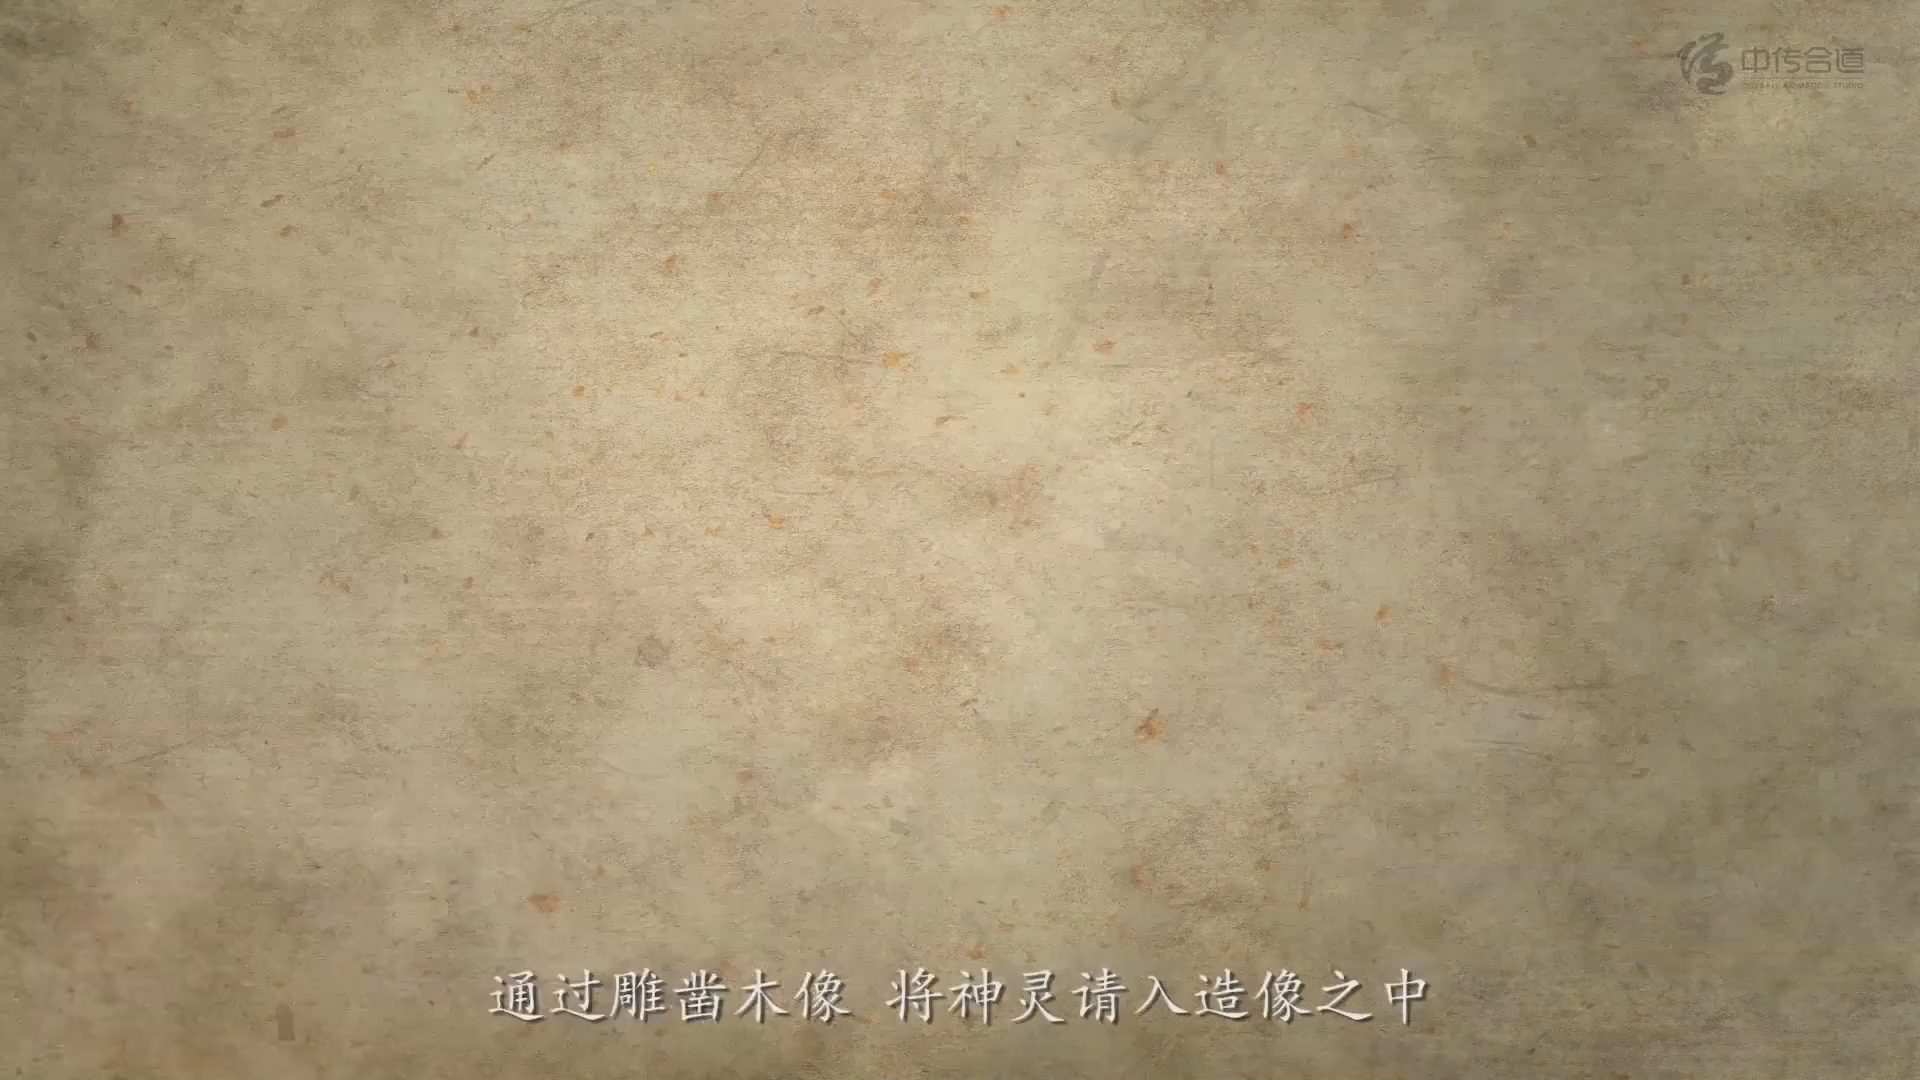 中传合道
通过雕凿木像 将神灵请入造像之中